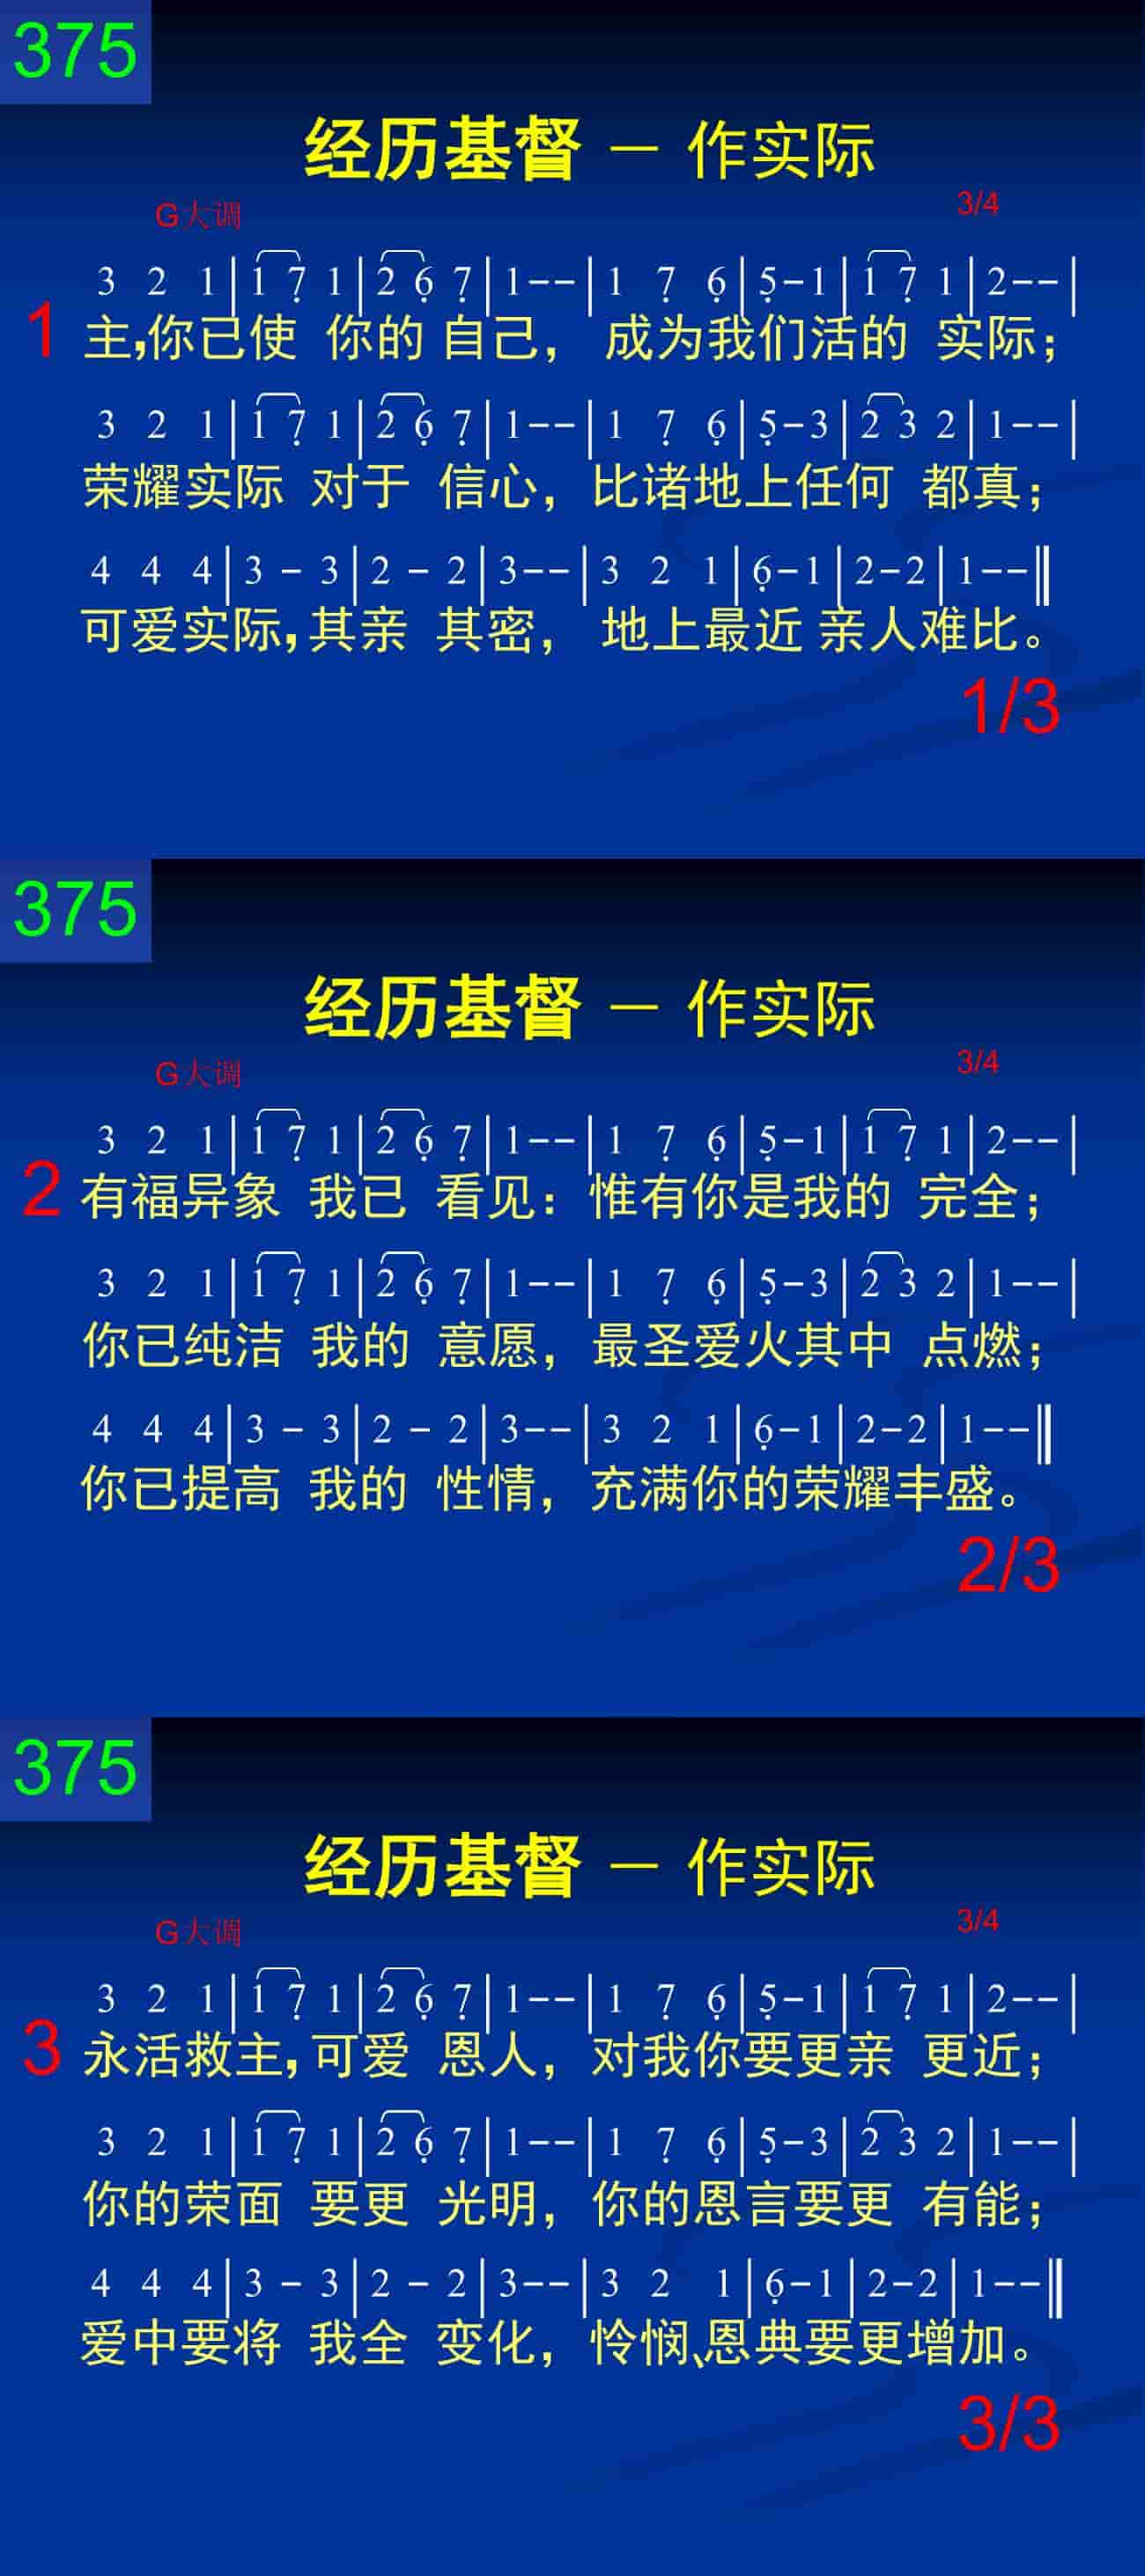 375
经历基督 — 作实际
G大调 3/4
3 2 1|1 7̣ 1|2 6̣ 7̣|1--|1 7̣ 6̣|5̣-1|1 7̣ 1|2--|
1 主,你已使 你的 自己， 成为我们活的 实际；
3 2 1|1 7̣ 1|2 6̣ 7̣|1--|1 7̣ 6̣|5̣-3|2 3 2|1--|
荣耀实际 对于 信心，比诸地上任何 都真；
4 4 4|3 - 3|2 - 2|3--|3 2 1|6̣-1|2-2|1--‖
可爱实际,其亲 其密， 地上最近 亲人难比。
1/3
375
经历基督 — 作实际
G大调 3/4
3 2 1|1 7̣ 1|2 6̣ 7̣|1--|1 7̣ 6̣|5̣-1|1 7̣ 1|2--|
2 有福异象 我已 看见：惟有你是我的 完全；
3 2 1|1 7̣ 1|2 6̣ 7̣|1--|1 7̣ 6̣|5̣-3|2 3 2|1--|
你已纯洁 我的 意愿，最圣爱火其中 点燃；
4 4 4|3 - 3|2 - 2|3--|3 2 1|6̣-1|2-2|1--‖
你已提高 我的 性情，充满你的荣耀丰盛。
2/3
375
经历基督 — 作实际
G大调 3/4
3 2 1|1 7̣ 1|2 6̣ 7̣|1--|1 7̣ 6̣|5̣-1|1 7̣ 1|2--|
3 永活救主,可爱 恩人，对我你要更亲 更近；
3 2 1|1 7̣ 1|2 6̣ 7̣|1--|1 7̣ 6̣|5̣-3|2 3 2|1--|
你的荣面 要更 光明，你的恩言要更 有能；
4 4 4|3 - 3|2 - 2|3--|3 2 1|6̣-1|2-2|1--‖
爱中要将 我全 变化，怜悯、恩典要更增加。
3/3